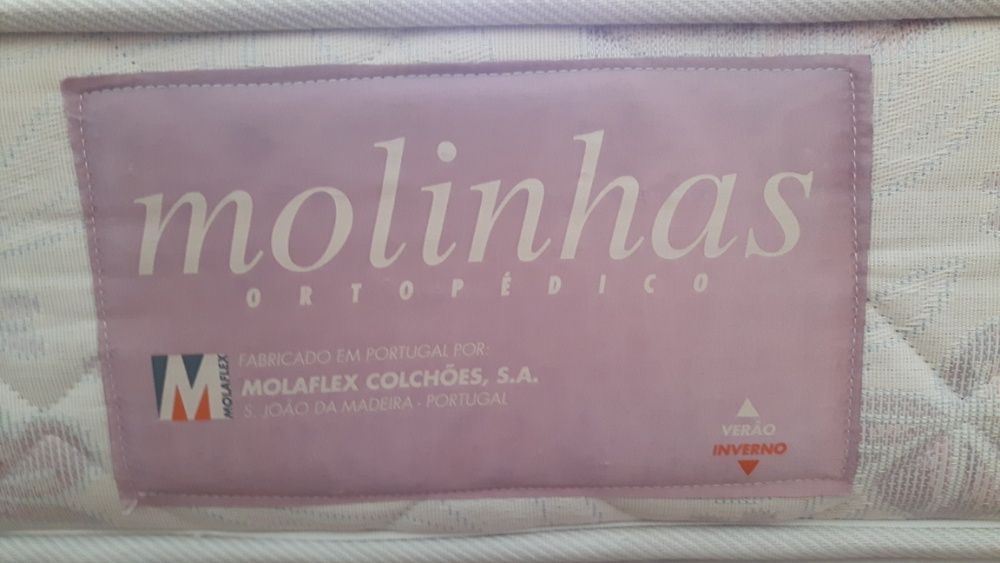 molinhas
ORTOPÉDICO
M
MOLAFLEX
FABRICADO EM PORTUGAL POR:
MOLAFLEX COLCHÕES, S.A.
S. JOÃO DA MADEIRA - PORTUGAL
VERÃO
INVERNO